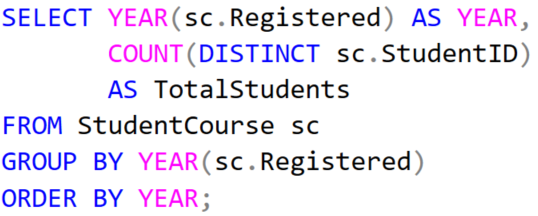 SELECT YEAR(sc.Registered) AS YEAR,
COUNT(DISTINCT sc.StudentID)
AS TotalStudents
FROM StudentCourse sc
GROUP BY YEAR(sc.Registered)
ORDER BY YEAR;